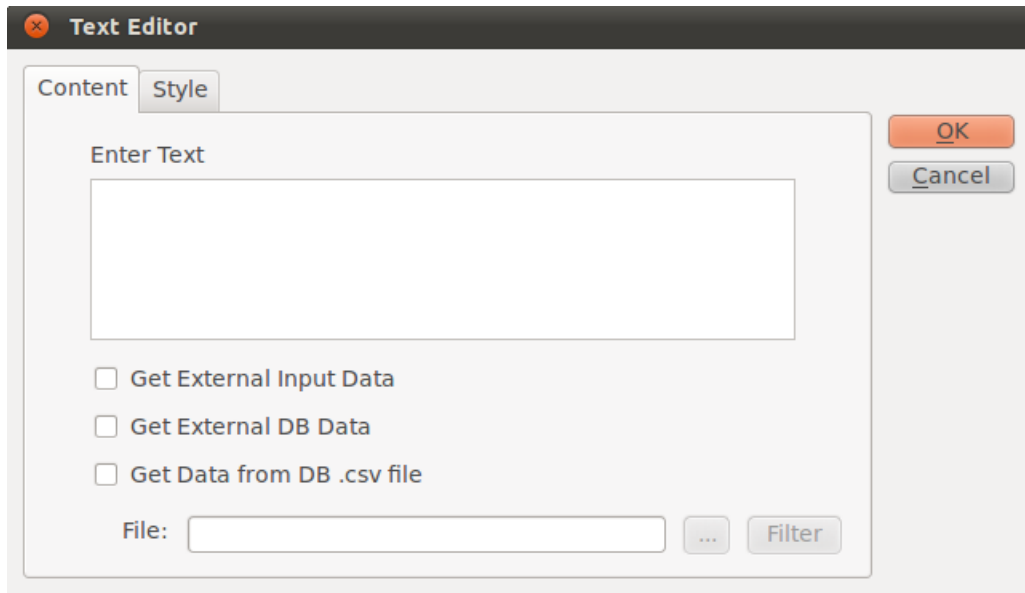 Text Editor
Content Style
OK
Enter Text
Cancel
Get External Input Data
Get External DB Data
Get Data from DB .csv file
File: ... Filter